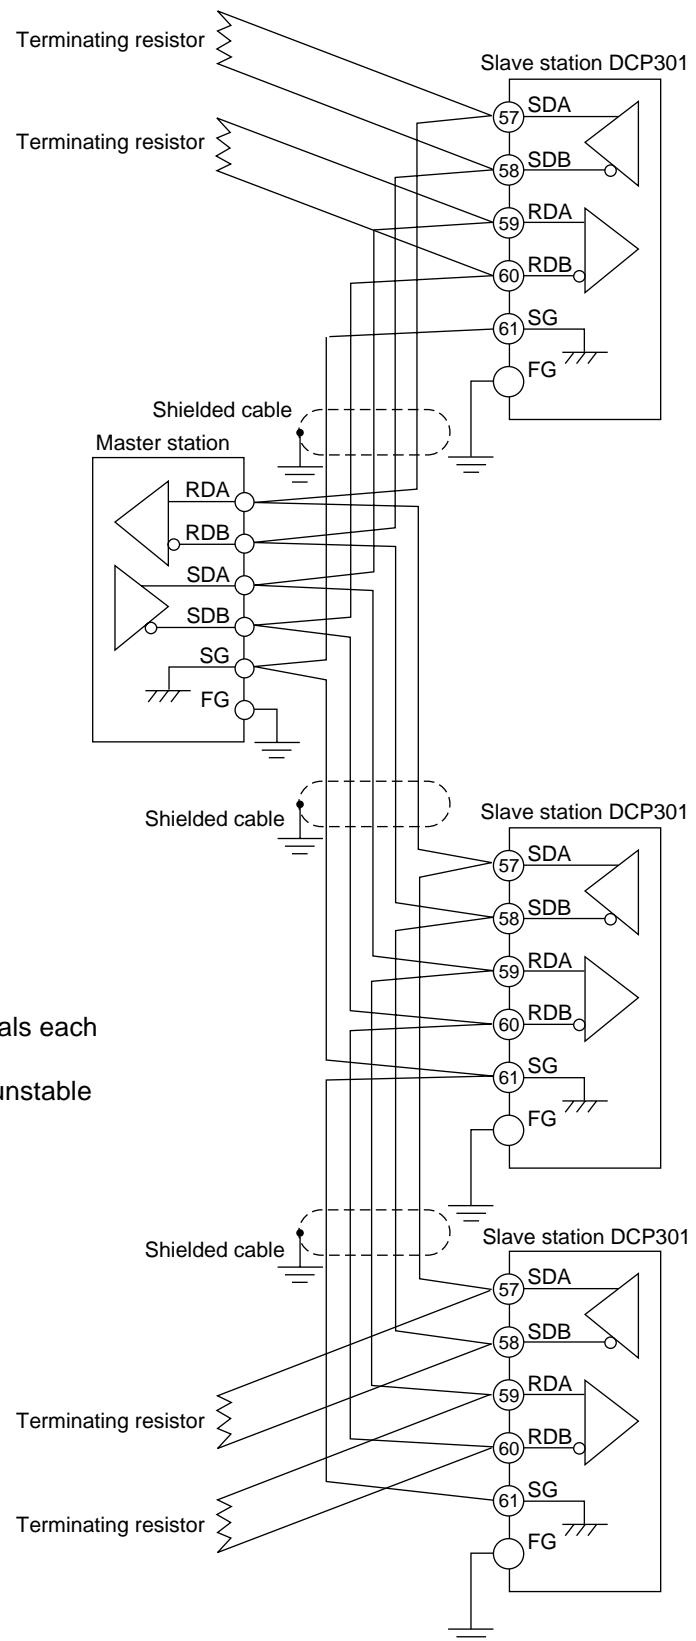 Terminating resistor
Slave station DCP301
57 SDA
Terminating resistor
58 SDB
59 RDA
60 RDB
61 SG
FG
Shielded cable
Master station
RDA
RDB
SDA
SDB
SG
FG
Shielded cable
Slave station DCP301
57 SDA
58 SDB
59 RDA
60 RDB
als each
61 SG
unstable
FG
Shielded cable
Slave station DCP301
57 SDA
58 SDB
59 RDA
Terminating resistor
60 RDB
61 SG
Terminating resistor
FG